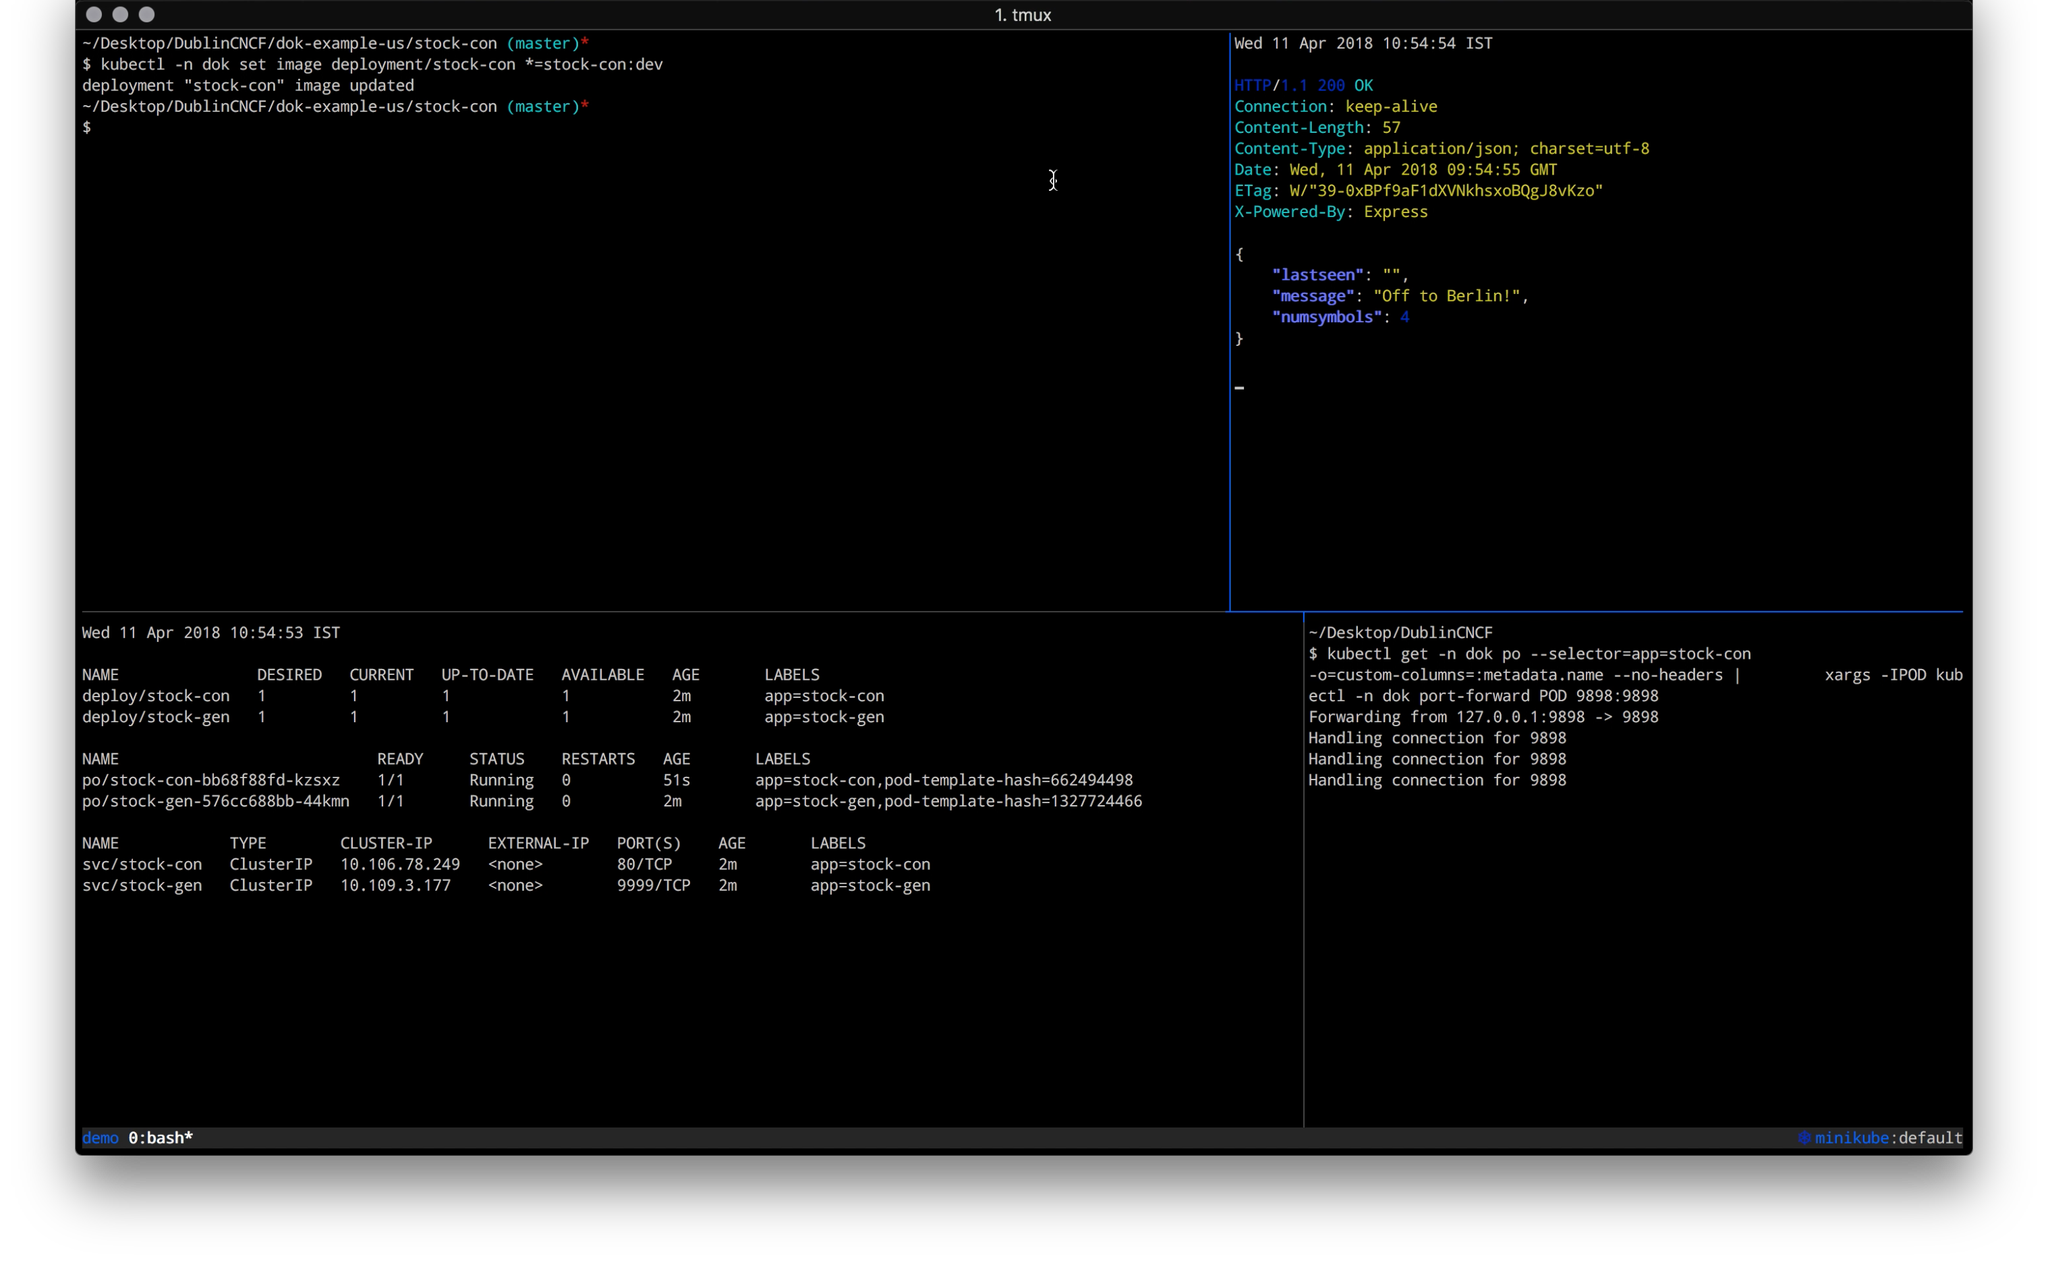 1. tmux
~/Desktop/DublinCNCF/dok-example-us/stock-con (master)*
$ kubectl -n dok set image deployment/stock-con *=stock-con:dev
deployment "stock-con" image updated
~/Desktop/DublinCNCF/dok-example-us/stock-con (master)*
$
Wed 11 Apr 2018 10:54:54 IST
HTTP/1.1 200 OK
Connection: keep-alive
Content-Length: 57
Content-Type: application/json; charset=utf-8
Date: Wed, 11 Apr 2018 09:54:55 GMT
ETag: W/"39-0xBPf9aF1dXVNkhsxoBQgJ8vKzo"
X-Powered-By: Express
{
    "lastseen": "",
    "message": "Off to Berlin!",
    "numsymbols": 4
}
Wed 11 Apr 2018 10:54:53 IST
NAME               DESIRED   CURRENT   UP-TO-DATE   AVAILABLE   AGE       LABELS
deploy/stock-con   1         1         1            1           2m        app=stock-con
deploy/stock-gen   1         1         1            1           2m        app=stock-gen
NAME                            READY     STATUS    RESTARTS   AGE       LABELS
po/stock-con-bb68f88fd-kzsxz    1/1       Running   0          51s       app=stock-con,pod-template-hash=662494498
po/stock-gen-576cc688bb-44kmn   1/1       Running   0          2m        app=stock-gen,pod-template-hash=1327724466
NAME            TYPE        CLUSTER-IP      EXTERNAL-IP   PORT(S)    AGE       LABELS
svc/stock-con   ClusterIP   10.106.78.249   <none>        80/TCP     2m        app=stock-con
svc/stock-gen   ClusterIP   10.109.3.177    <none>        9999/TCP   2m        app=stock-gen
~/Desktop/DublinCNCF
$ kubectl get -n dok po --selector=app=stock-con
-o=custom-columns=:metadata.name --no-headers |         xargs -IPOD kub
ectl -n dok port-forward POD 9898:9898
Forwarding from 127.0.0.1:9898 -> 9898
Handling connection for 9898
Handling connection for 9898
Handling connection for 9898
demo 0:bash*
minikube:default